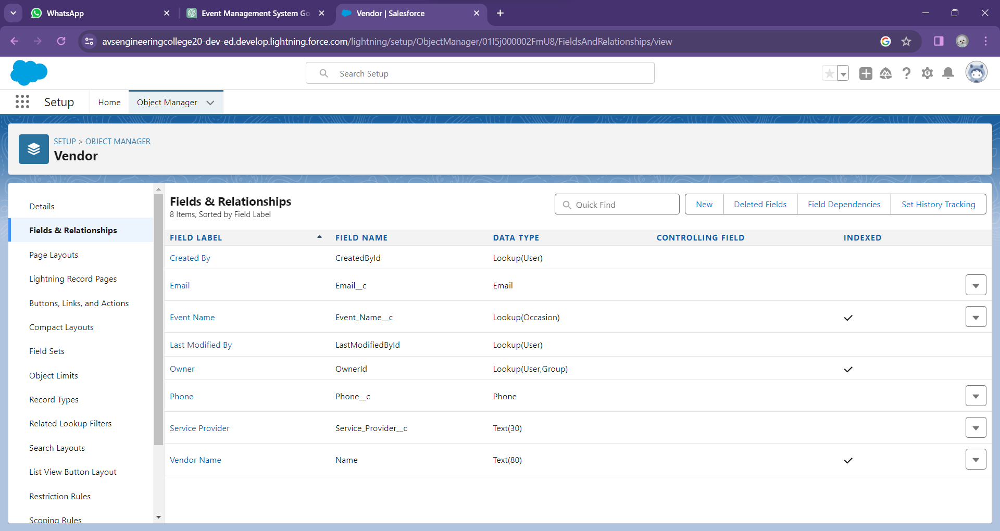 WhatsApp
Event Management System Go
Vendor | Salesforce
avsengineeringcollege20-dev-ed.develop.lightning.force.com/lightning/setup/ObjectManager/01I5j000002FmU8/FieldsAndRelationships/view
Search Setup
Setup
Home
Object Manager
SETUP > OBJECT MANAGER
Vendor
Details
Fields & Relationships
Page Layouts
Lightning Record Pages
Buttons, Links, and Actions
Compact Layouts
Field Sets
Object Limits
Record Types
Related Lookup Filters
Search Layouts
List View Button Layout
Restriction Rules
Scoping Rules
Fields & Relationships
8 Items, Sorted by Field Label
Quick Find
New
Deleted Fields
Field Dependencies
Set History Tracking
FIELD LABEL FIELD NAME DATA TYPE CONTROLLING FIELD INDEXED
Created By CreatedById Lookup(User)
Email Email__c Email
Event Name Event_Name__c Lookup(Occasion)
Last Modified By LastModifiedById Lookup(User)
Owner OwnerId Lookup(User,Group)
Phone Phone__c Phone
Service Provider Service_Provider__c Text(30)
Vendor Name Name Text(80)